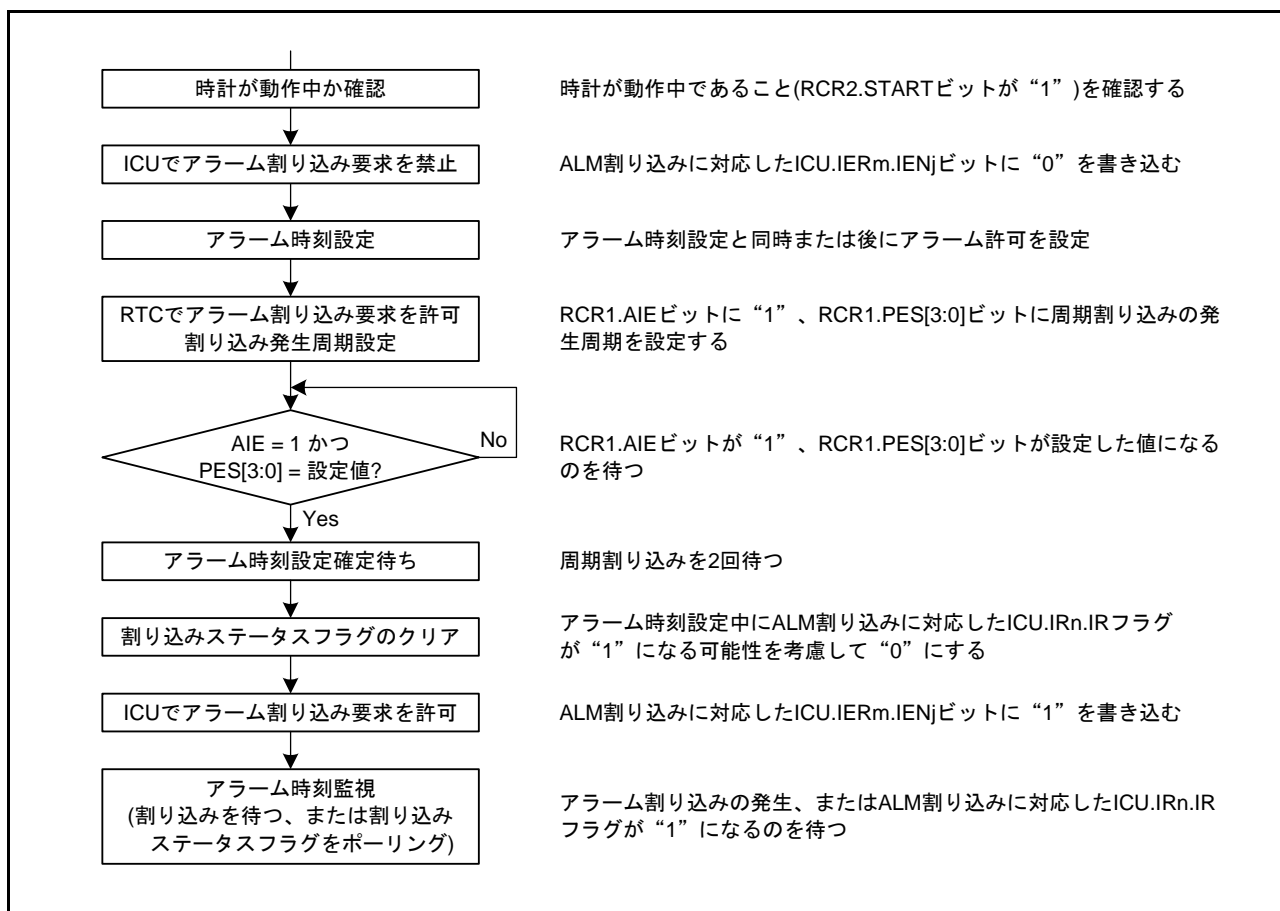 時計が動作中か確認
時計が動作中であること(RCR2.STARTビットが“1”)を確認する
ICUでアラーム割り込み要求を禁止
ALM割り込みに対応したICU.IERm.IENjビットに“0”を書き込む
アラーム時刻設定
アラーム時刻設定と同時または後にアラーム許可を設定
RTCでアラーム割り込み要求を許可
割り込み発生周期設定
RCR1.AIEビットに“1”、RCR1.PES[3:0]ビットに周期割り込みの発
生周期を設定する
AIE = 1 かつ
PES[3:0] = 設定値?
No
Yes
RCR1.AIEビットが“1”、RCR1.PES[3:0]ビットが設定した値になる
のを待つ
アラーム時刻設定確定待ち
周期割り込みを2回待つ
割り込みステータスフラグのクリア
アラーム時刻設定中にALM割り込みに対応したICU.IRn.IRフラグ
が“1”になる可能性を考慮して“0”にする
ICUでアラーム割り込み要求を許可
ALM割り込みに対応したICU.IERm.IENjビットに“1”を書き込む
アラーム時刻監視
(割り込みを待つ、または割り込み
ステータスフラグをポーリング)
アラーム割り込みの発生、またはALM割り込みに対応したICU.IRn.IR
フラグが“1”になるのを待つ